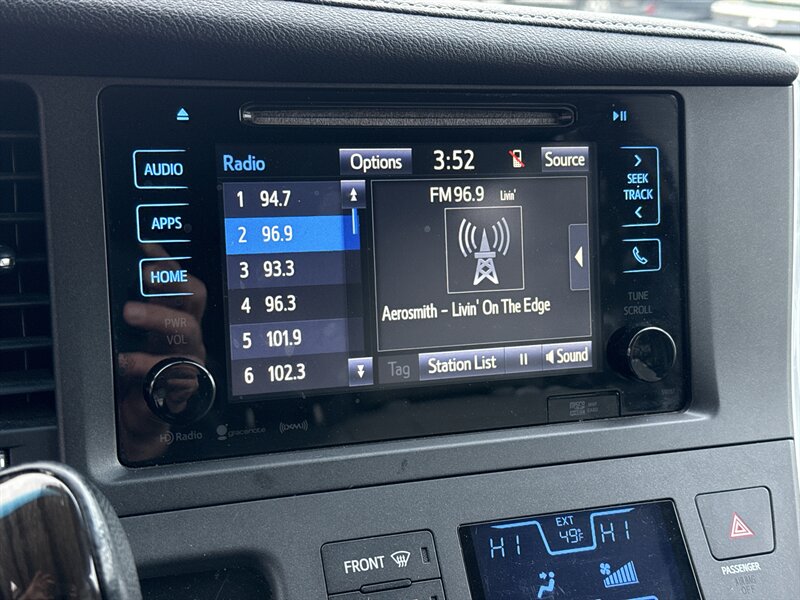 AUDIO
APPS
HOME
PWR
VOL
HD Radio
gracenote
Radio
Options
3:52
Source
1 94.7
2 96.9
3 93.3
4 96.3
5 101.9
6 102.3
FM 96.9 Livin'
Aerosmith - Livin' On The Edge
Tag
Station List
Sound
SEEK
TRACK
TUNE
SCROLL
FRONT
HI
EXT
49°F
HI
PASSENGER
OFF